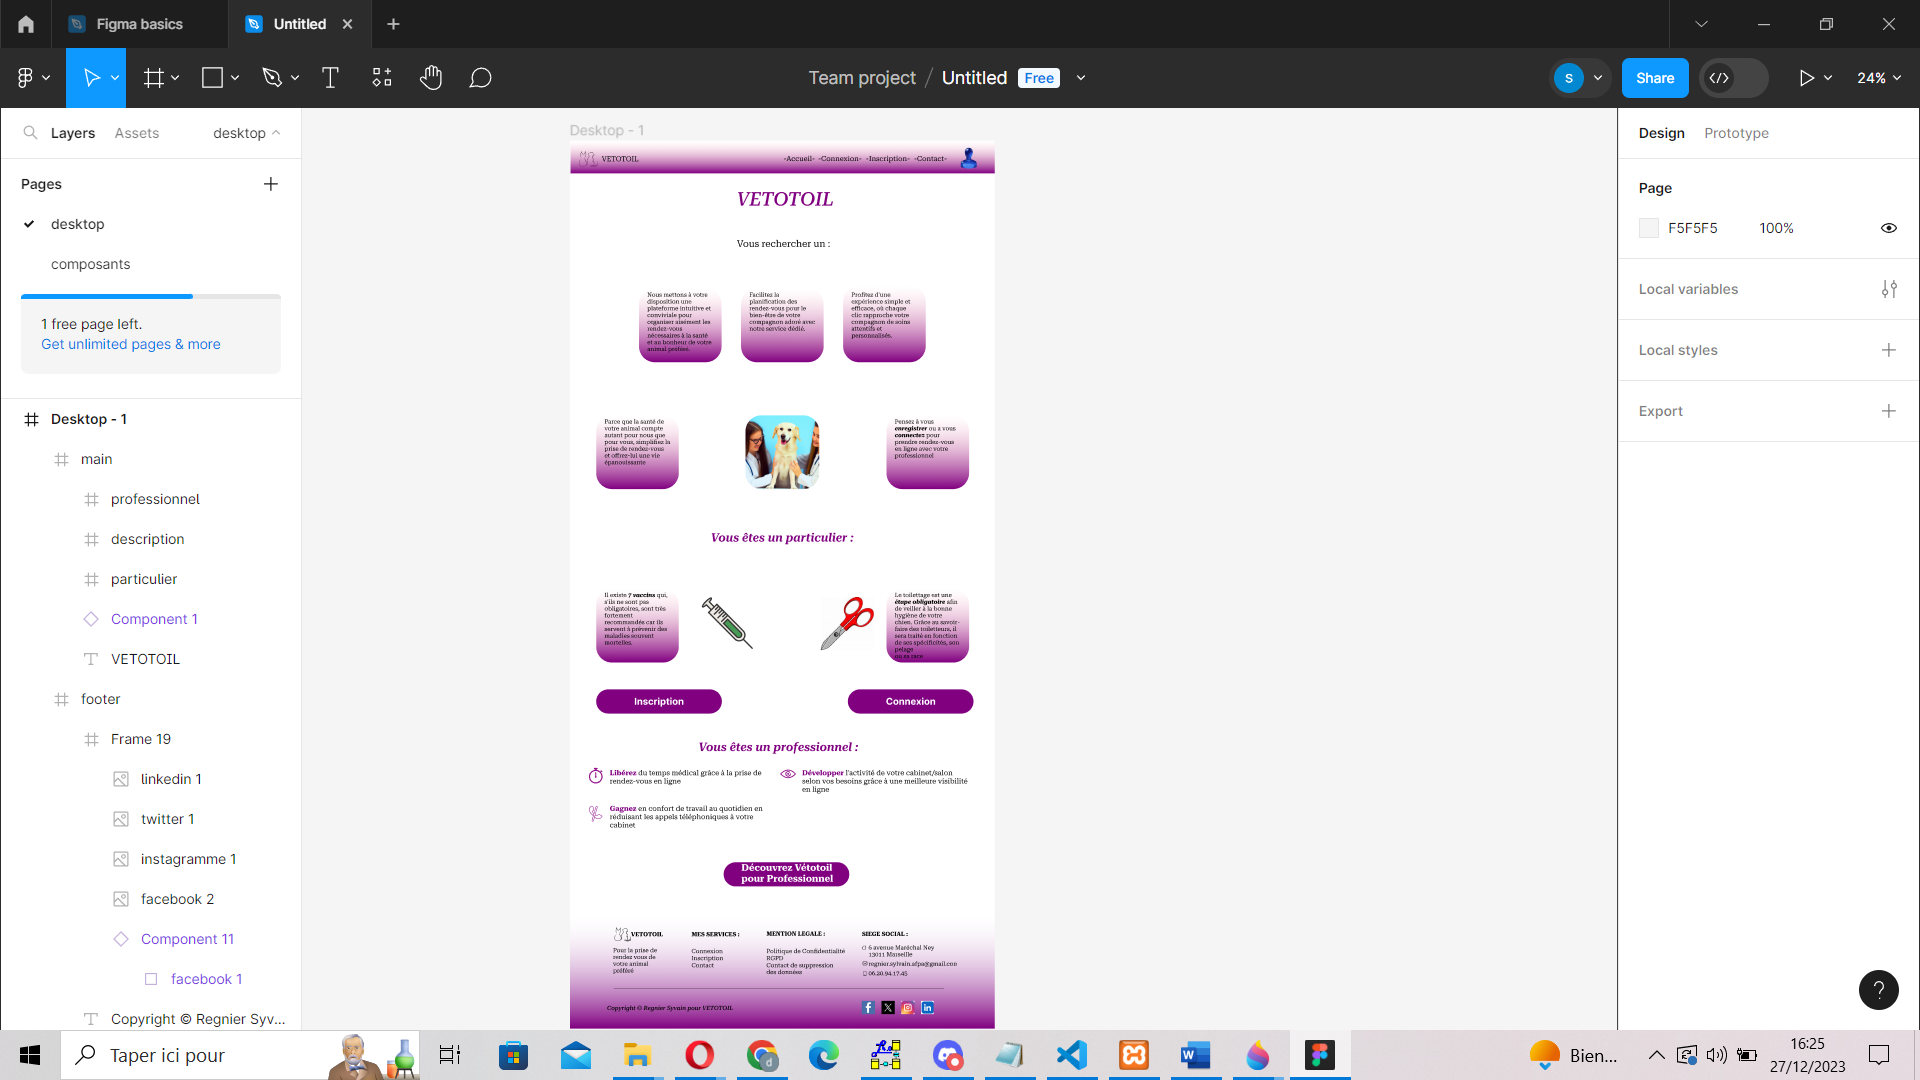 Figma basics
Untitled
Team project / Untitled Free
S
Share
24%
Layers Assets desktop
Pages
desktop
composants
1 free page left.
Get unlimited pages & more
Desktop - 1
main
professionnel
description
particulier
Component 1
VETOTOIL
footer
Frame 19
linkedin 1
twitter 1
instagramme 1
facebook 2
Component 11
facebook 1
Copyright © Regnier Syv...
Desktop - 1
VETOTOIL -Accueil- -Connexion- -Inscription- -Contact-
VETOTOIL
Vous rechercher un :
Nous mettons à votre
disposition une
plateforme intuitive et
conviviale pour
organiser aisément les
rendez-vous
nécessaires à la santé
et au bonheur de votre
animal préféré.
Facilitez la
planification des
rendez-vous pour le
bien-être de votre
compagnon adoré avec
notre service dédié.
Profitez d'une
expérience simple et
efficace, où chaque
clic rapproche votre
compagnon de soins
attentifs et
personnalisés.
Parce que la santé de
votre animal compte
autant pour nous que
pour vous, simplifiez la
prise de rendez-vous
et offrez-lui une vie
épanouissante
Pensez à vous
enregistrer ou a vous
connectez pour
prendre rendez-vous
en ligne avec votre
professionnel
Vous êtes un particulier :
Il existe 7 vaccins qui,
s'ils ne sont pas
obligatoires, sont très
fortement
recommandés car ils
servent à prévenir des
maladies souvent
mortelles.
Le toilettage est une
étape obligatoire afin
de veiller à la bonne
hygiène de votre
chien. Grâce au savoir-
faire des toiletteurs, il
sera traité en fonction
de ses spécificités, son
pelage
ou sa race
Inscription
Connexion
Vous êtes un professionnel :
Libérez du temps médical grâce à la prise de
rendez-vous en ligne
Développer l'activité de votre cabinet/salon
selon vos besoins grâce à une meilleure visibilité
en ligne
Gagnez en confort de travail au quotidien en
réduisant les appels téléphoniques à votre
cabinet
Découvrez Vétotoil
pour Professionnel
VETOTOIL
Pour la prise de
rendez vous de
votre animal
préféré
MES SERVICES :
Connexion
Inscription
Contact
MENTION LEGALE :
Politique de Confidentialité
RGPD
Contact de suppression
des données
SIEGE SOCIAL :
6 avenue Maréchal Ney
13011 Marseille
regnier.sylvain.afpa@gmail.con
06.20.94.17.45
Copyright © Regnier Syvain pour VETOTOIL
Design Prototype
Page
F5F5F5 100%
Local variables
Local styles
Export
?
Taper ici pour
Bien...
16:25
27/12/2023